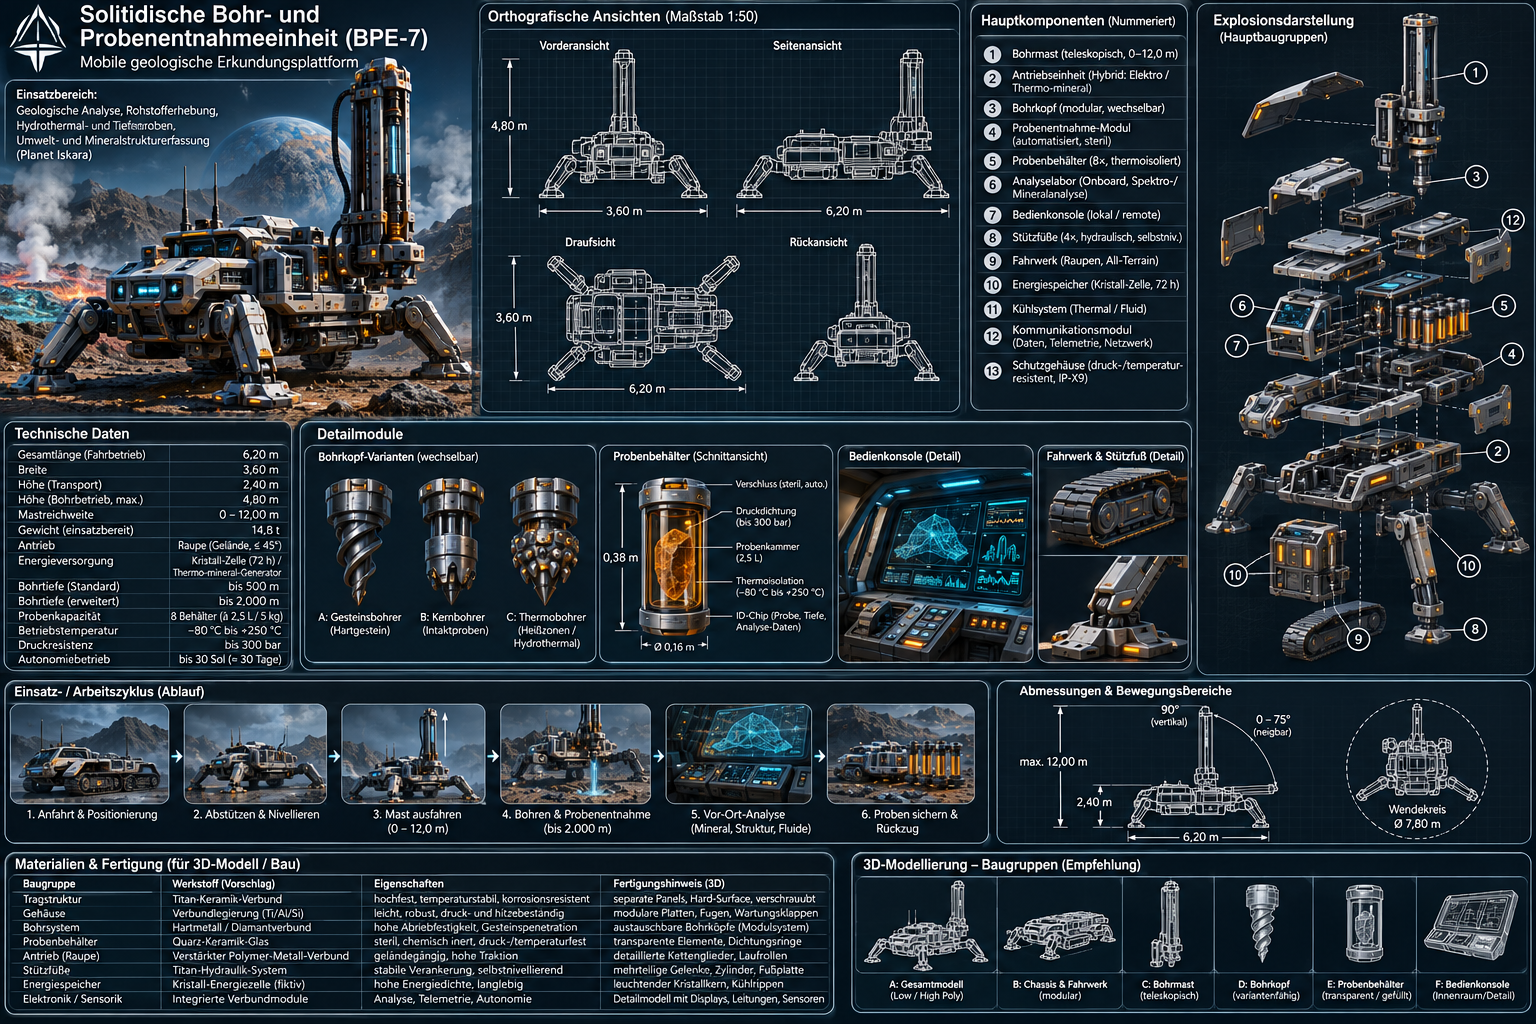 Solitidische Bohr- und
Probenentnahmeeinheit (BPE-7)
Mobile geologische Erkundungsplattform
Einsatzbereich:
Geologische Analyse, Rohstofferhebung,
Hydrothermal- und
Umwelt- und Mineralstrukturerfassung
(Planet Iskara)
Orthografische Ansichten (Maßstab 1:50)
Vorderansicht
Seitenansicht
4,80 m
3,60 m
6,20 m
Draufsicht
Rückansicht
3,60 m
6,20 m
Hauptkomponenten (Nummeriert)
1 Bohrmast (teleskopisch, 0–12,0 m)
2 Antriebseinheit (Hybrid: Elektro /
Thermo-mineral)
3 Bohrkopf (modular, wechselbar)
4 Probenentnahme-Modul
(automatisiert, steril)
5 Probenbehälter (8×, thermoisoliert)
6 Analyselabor (Onboard, Spektro-/
Mineralanalyse)
7 Bedienkonsole (lokal / remote)
8 Stützfüße (4×, hydraulisch, selbstniv.)
9 Fahrwerk (Raupen, All-Terrain)
10 Energiespeicher (Kristall-Zelle, 72 h)
11 Kühlsystem (Thermal / Fluid)
12 Kommunikationsmodul
(Daten, Telemetrie, Netzwerk)
13 Schutzgehäuse (druck-/temperatur-
resistent, IP-X9)
Explosionsdarstellung
(Hauptbaugruppen)
1
3
12
6
5
7
4
2
10
10
8
9
Technische Daten
Gesamtlänge (Fahrbetrieb) 6,20 m
Breite 3,60 m
Höhe (Transport) 2,40 m
Höhe (Bohrbetrieb, max.) 4,80 m
Mastreichweite 0 – 12,00 m
Gewicht (einsatzbereit) 14,8 t
Antrieb Raupe (Gelände, ≤ 45°)
Energieversorgung Kristall-Zelle (72 h) /
Thermo-mineral-Generator
Bohrtiefe (Standard) bis 500 m
Bohrtiefe (erweitert) bis 2,000 m
Probenkapazität 8 Behälter (à 2,5 L / 5 kg)
Betriebstemperatur −80 °C bis +250 °C
Druckresistenz bis 300 bar
Autonomiebetrieb bis 30 Sol (≈ 30 Tage)
Detailmodule
Bohrkopf-Varianten (wechselbar)
A: Gesteinsbohrer
(Hartgestein)
B: Kernbohrer
(Intaktproben)
C: Thermobohrer
(Heißzonen /
Hydrothermal)
Probenbehälter (Schnittansicht)
Verschluss (steril, auto.)
Druckdichtung
(bis 300 bar)
0,38 m
Probenkammer
(2,5 L)
Thermoisolation
(−80 °C bis +250 °C)
ID-Chip (Probe, Tiefe,
Analyse-Daten)
Ø 0,16 m
Bedienkonsole (Detail)
Fahrwerk & Stützfuß (Detail)
Einsatz- / Arbeitszyklus (Ablauf)
1. Anfahrt & Positionierung
2. Abstützen & Nivellieren
3. Mast ausfahren
(0 – 12,0 m)
4. Bohren & Probenentnahme
(bis 2.000 m)
5. Vor-Ort-Analyse
(Mineral, Struktur, Fluide)
6. Proben sichern &
Rückzug
Abmessungen & Bewegungsbereiche
90°
(vertikal)
0 – 75°
(neigbar)
max. 12,00 m
2,40 m
6,20 m
Wendekreis
Ø 7,80 m
Materialien & Fertigung (für 3D-Modell / Bau)
Baugruppe Werkstoff (Vorschlag) Eigenschaften Fertigungshinweis (3D)
Tragstruktur Titan-Keramik-Verbund hochfest, temperaturstabil, korrosionsresistent separate Panels, Hard-Surface, verschrauubt
Gehäuse Verbundlegierung (Ti/Al/Si) leicht, robust, druck- und hitzebeständig modulare Platten, Fugen, Wartungsklappen
Bohrsystem Hartmetall / Diamantverbund hohe Abriebfestigkeit, Gesteinspenetration austauschbare Bohrköpfe (Modulsystem)
Probenbehälter Quarz-Keramik-Glas steril, chemisch inert, druck-/temperaturfest transparente Elemente, Dichtungsringe
Antrieb (Raupe) Verstärkter Polymer-Metall-Verbund geländegängig, hohe Traktion detaillierte Kettenglieder, Laufrollen
Stützfüße Titan-Hydraulik-System stabile Verankerung, selbstnivellierend mehrteilige Gelenke, Zylinder, Fußplatte
Energiespeicher Kristall-Energiezelle (fiktiv) hohe Energiedichte, langlebig leuchtender Kristallkern, Kühlrippen
Elektronik / Sensorik Integrierte Verbundmodule Analyse, Telemetrie, Autonomie Detailmodell mit Displays, Leitungen, Sensoren
3D-Modellierung – Baugruppen (Empfehlung)
A: Gesamtmodell
(Low / High Poly)
B: Chassis & Fahrwerk
(modular)
C: Bohrmast
(teleskopisch)
D: Bohrkopf
(variantenfähig)
E: Probenbehälter
(transparent / gefüllt)
F: Bedienkonsole
(Innenraum/Detail)